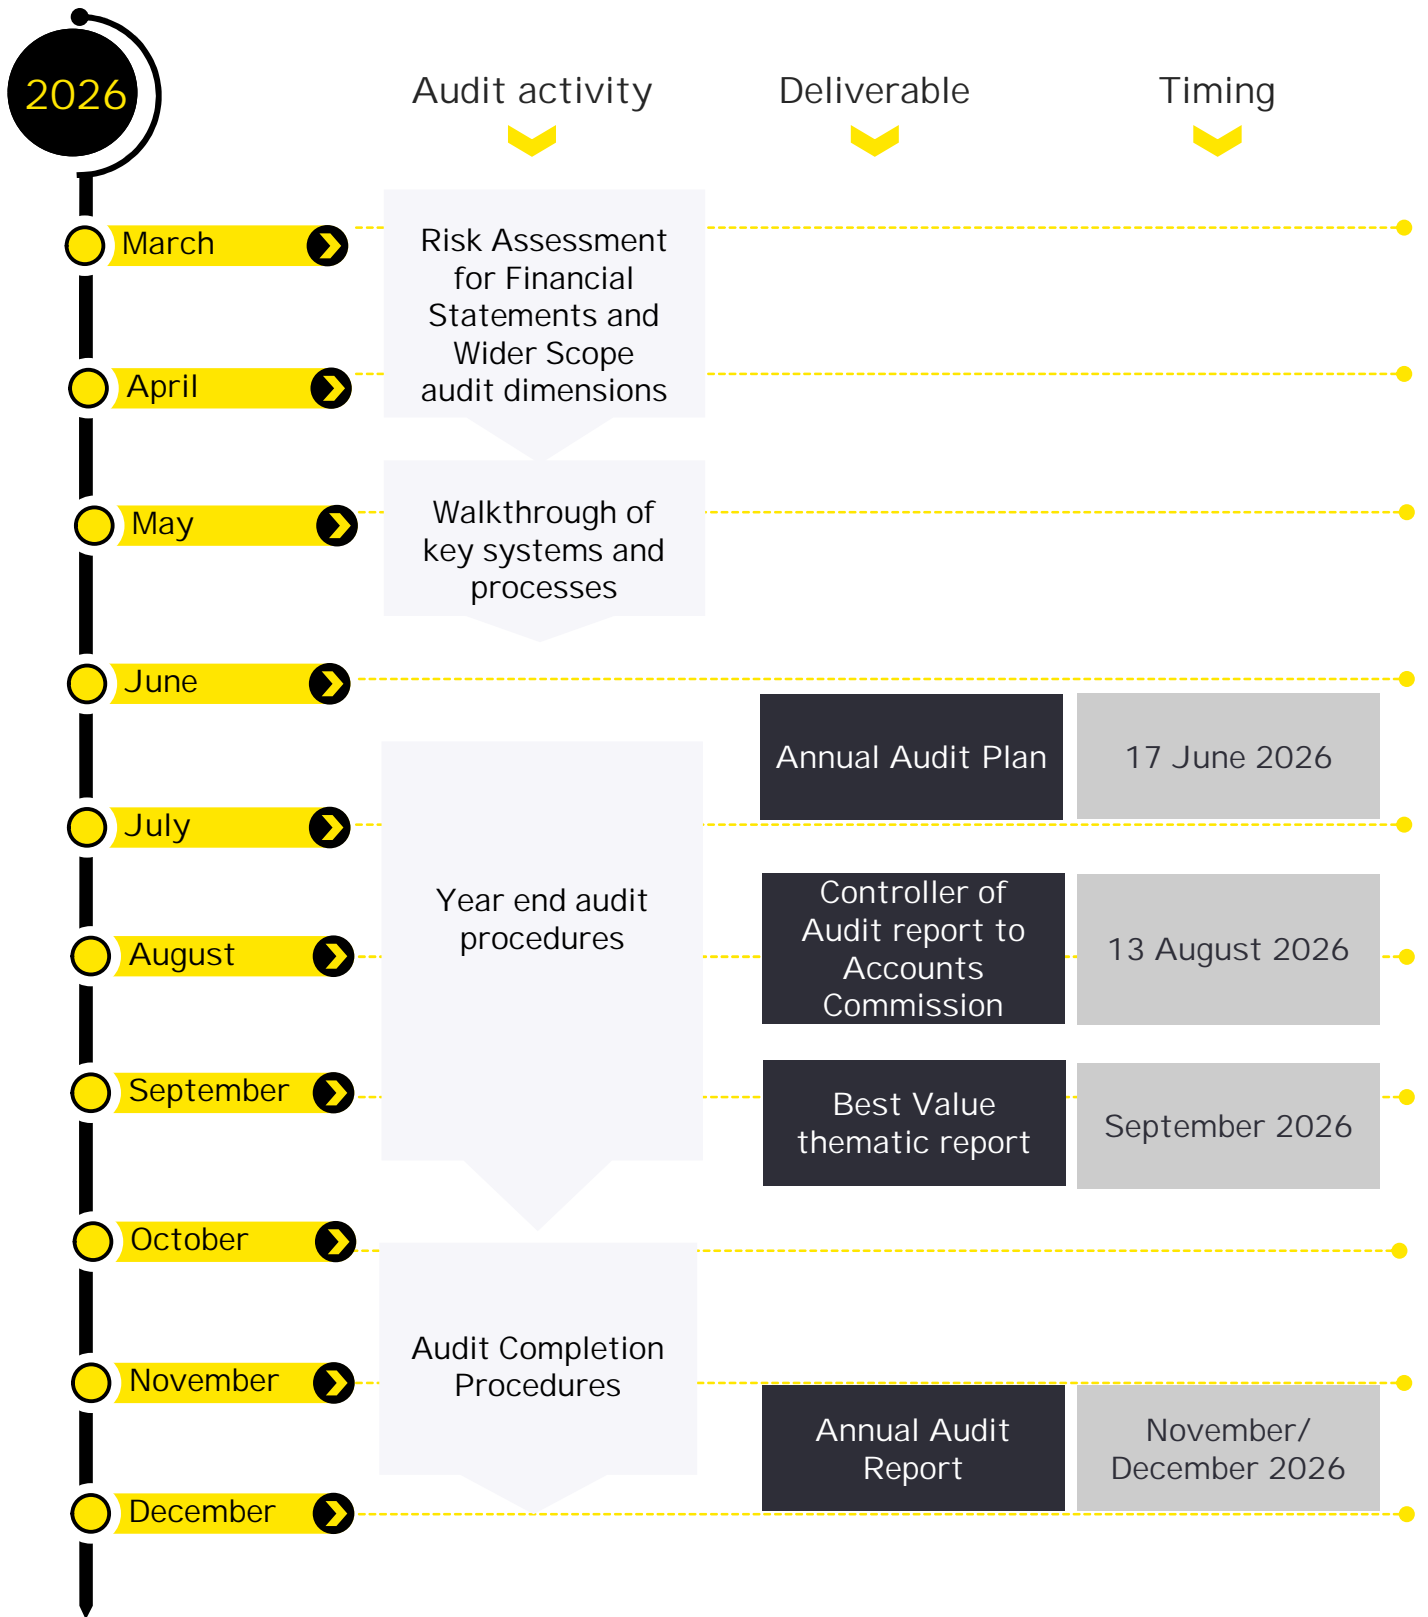 2026
Audit activity
Deliverable
Timing
March
Risk Assessment
for Financial
Statements and
Wider Scope
audit dimensions
April
May
Walkthrough of
key systems and
processes
June
Annual Audit Plan
17 June 2026
July
Year end audit
procedures
August
Controller of
Audit report to
Accounts
Commission
13 August 2026
September
Best Value
thematic report
September 2026
October
Audit Completion
Procedures
November
Annual Audit
Report
November/
December 2026
December